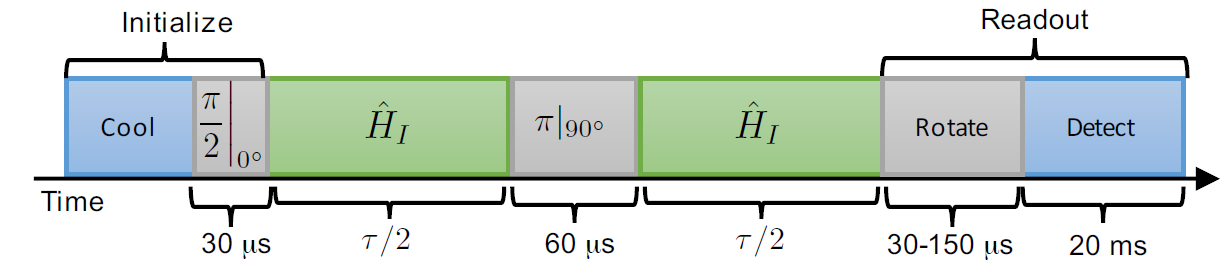 Initialize
Readout
Cool
π/2|0°
Ĥ_I
π|90°
Ĥ_I
Rotate
Detect
Time
30 μs
τ/2
60 μs
τ/2
30-150 μs
20 ms